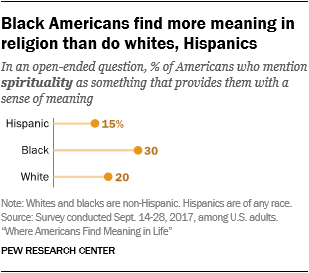 Black Americans find more meaning in
religion than do whites, Hispanics
In an open-ended question, % of Americans who mention
spirituality as something that provides them with a
sense of meaning
Hispanic 15%
Black 30
White 20
Note: Whites and blacks are non-Hispanic. Hispanics are of any race.
Source: Survey conducted Sept. 14-28, 2017, among U.S. adults.
“Where Americans Find Meaning in Life”
PEW RESEARCH CENTER